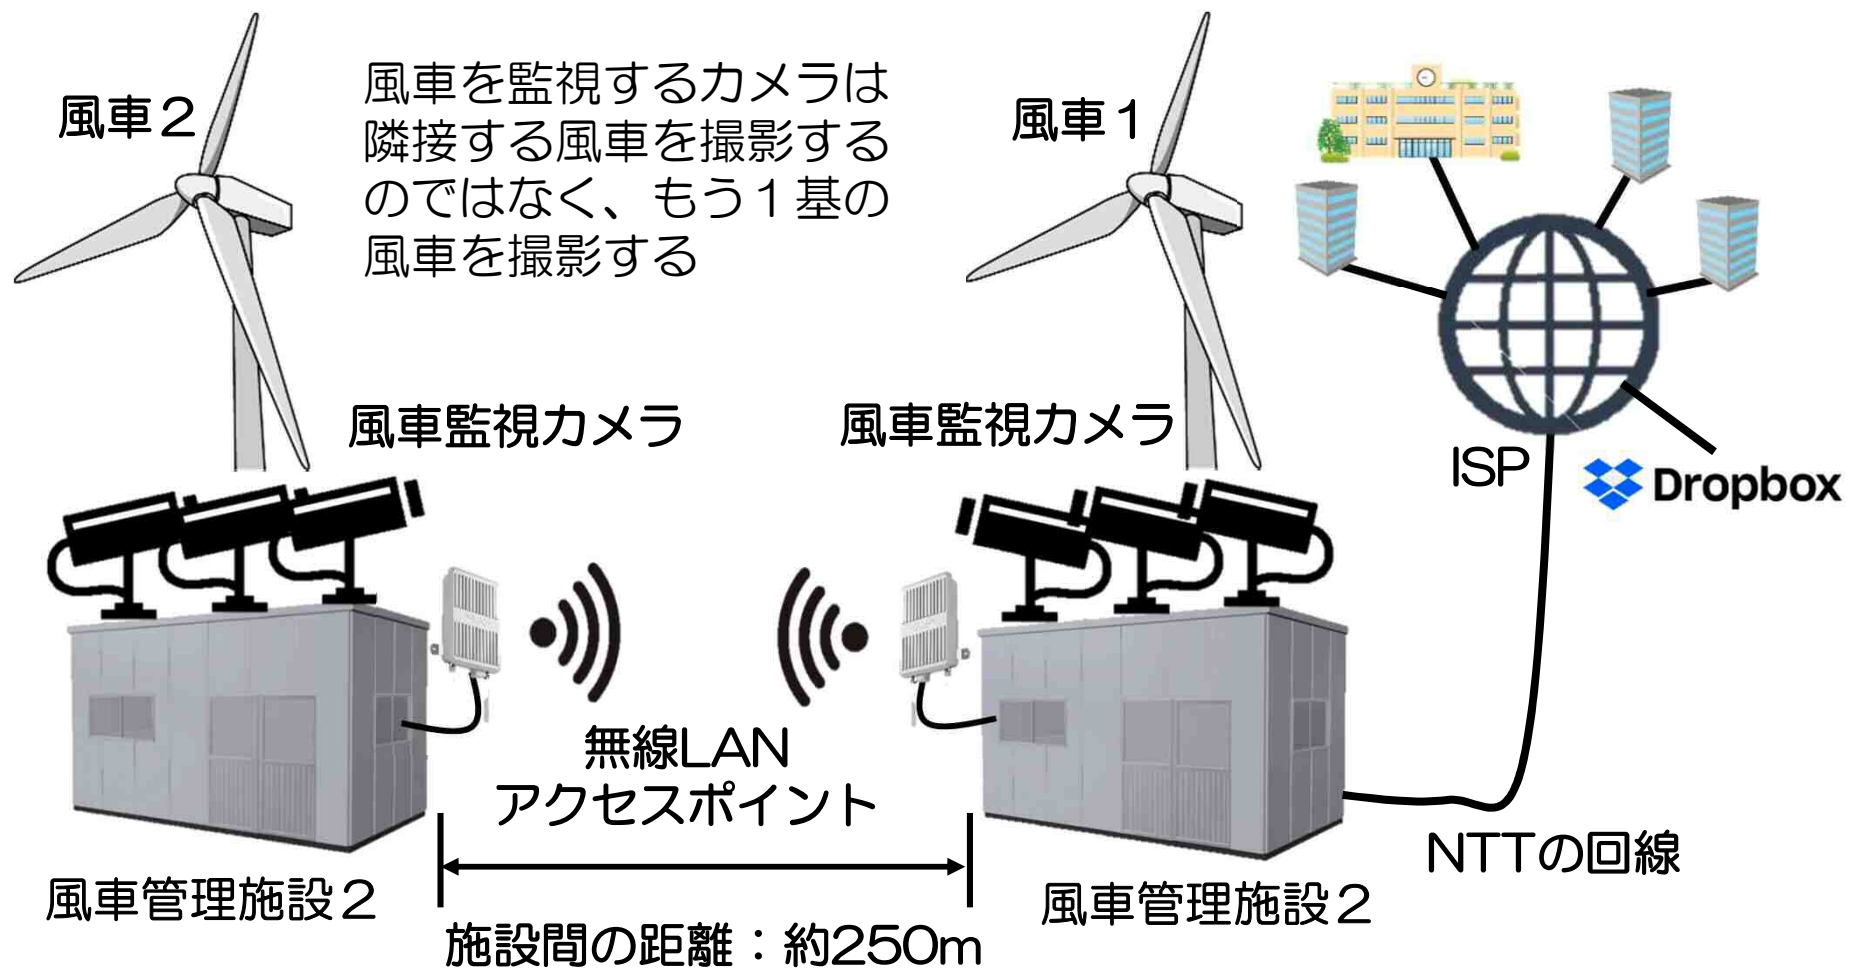 風車2
風車を監視するカメラは
隣接する風車を撮影する
のではなく、もう1基の
風車を撮影する
風車1
風車監視カメラ
風車監視カメラ
ISP
Dropbox
無線LAN
アクセスポイント
NTTの回線
風車管理施設2
風車管理施設2
施設間の距離：約250m